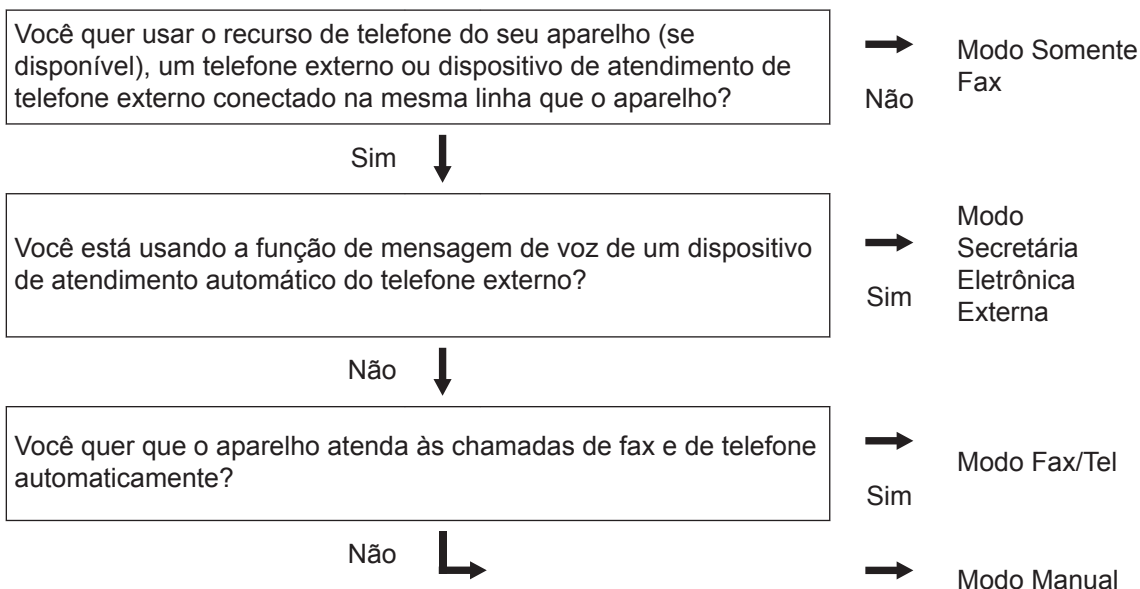 Você quer usar o recurso de telefone do seu aparelho (se
disponível), um telefone externo ou dispositivo de atendimento de
telefone externo conectado na mesma linha que o aparelho?
Não
Modo Somente
Fax
Sim
Você está usando a função de mensagem de voz de um dispositivo
de atendimento automático do telefone externo?
Sim
Modo
Secretária
Eletrônica
Externa
Não
Você quer que o aparelho atenda às chamadas de fax e de telefone
automaticamente?
Sim
Modo Fax/Tel
Não
Modo Manual